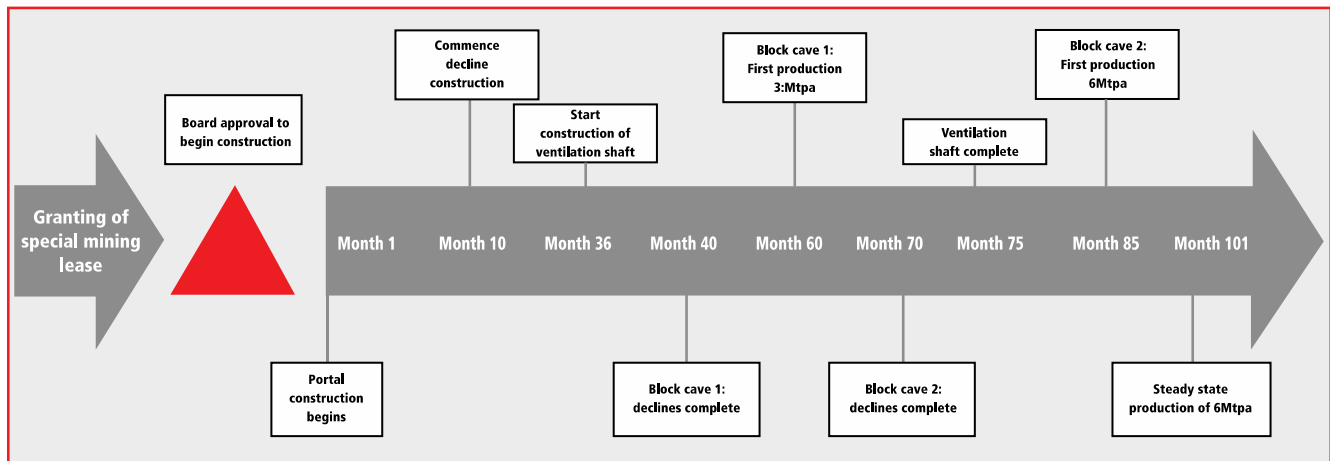 Granting of
special mining
lease
Board approval to
begin construction
Commence
decline
construction
Start
construction of
ventilation shaft
Block cave 1:
First production
3:Mtpa
Ventilation
shaft complete
Block cave 2:
First production
6Mtpa
Month 1
Month 10
Month 36
Month 40
Month 60
Month 70
Month 75
Month 85
Month 101
Portal
construction
begins
Block cave 1:
declines complete
Block cave 2:
declines complete
Steady state
production of 6Mtpa